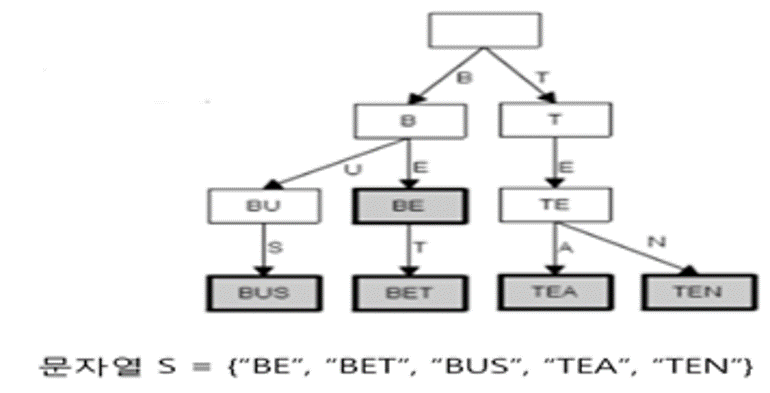 B T
B T
U E E
BU BE TE
S T A N
BUS BET TEA TEN
문자열 S = {“BE”, “BET”, “BUS”, “TEA”, “TEN”}